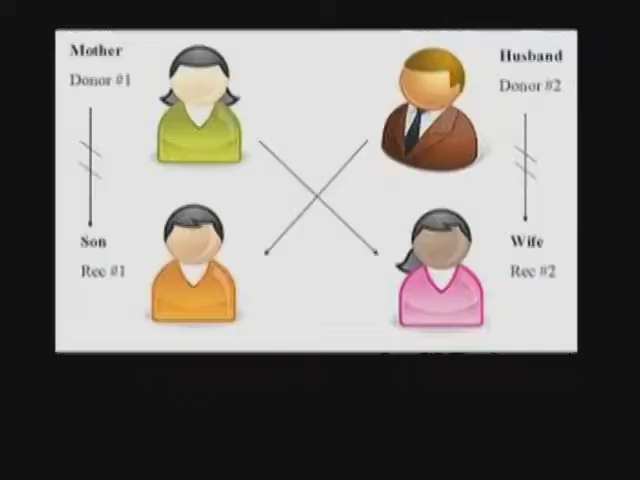 Mother
Donor #1
Husband
Donor #2
Son
Rec #1
Wife
Rec #2